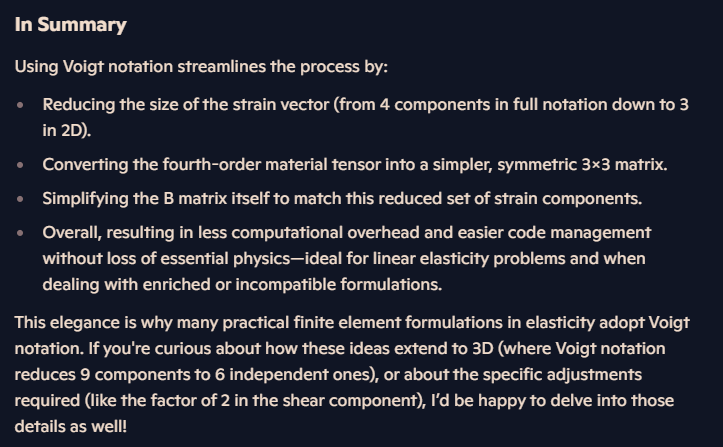 In Summary
Using Voigt notation streamlines the process by:
• Reducing the size of the strain vector (from 4 components in full notation down to 3
in 2D).
• Converting the fourth-order material tensor into a simpler, symmetric 3×3 matrix.
• Simplifying the B matrix itself to match this reduced set of strain components.
• Overall, resulting in less computational overhead and easier code management
without loss of essential physics—ideal for linear elasticity problems and when
dealing with enriched or incompatible formulations.
This elegance is why many practical finite element formulations in elasticity adopt Voigt
notation. If you're curious about how these ideas extend to 3D (where Voigt notation
reduces 9 components to 6 independent ones), or about the specific adjustments
required (like the factor of 2 in the shear component), I'd be happy to delve into those
details as well!